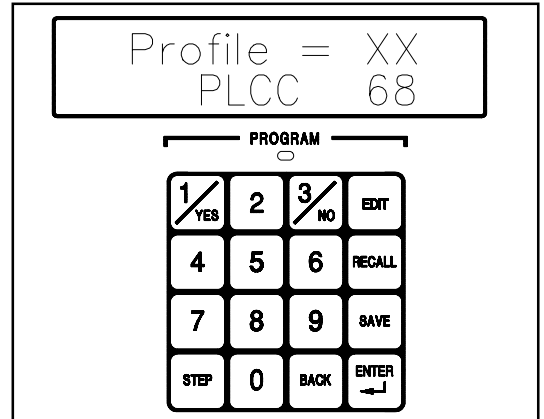 Profile = XX
PLCC 68
PROGRAM
1/YES 2 3/NO EDIT
4 5 6 RECALL
7 8 9 SAVE
STEP 0 BACK ENTER